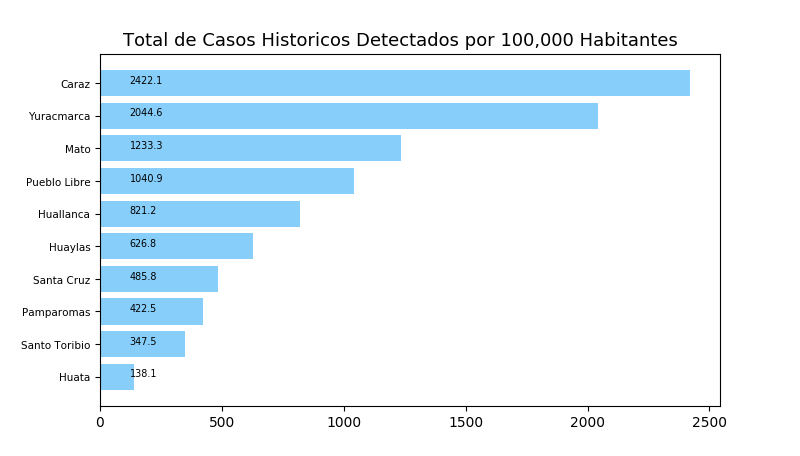 Total de Casos Historicos Detectados por 100,000 Habitantes
Caraz 2422.1
Yuracmarca 2044.6
Mato 1233.3
Pueblo Libre 1040.9
Huallanca 821.2
Huaylas 626.8
Santa Cruz 485.8
Pamparomas 422.5
Santo Toribio 347.5
Huata 138.1
0 500 1000 1500 2000 2500